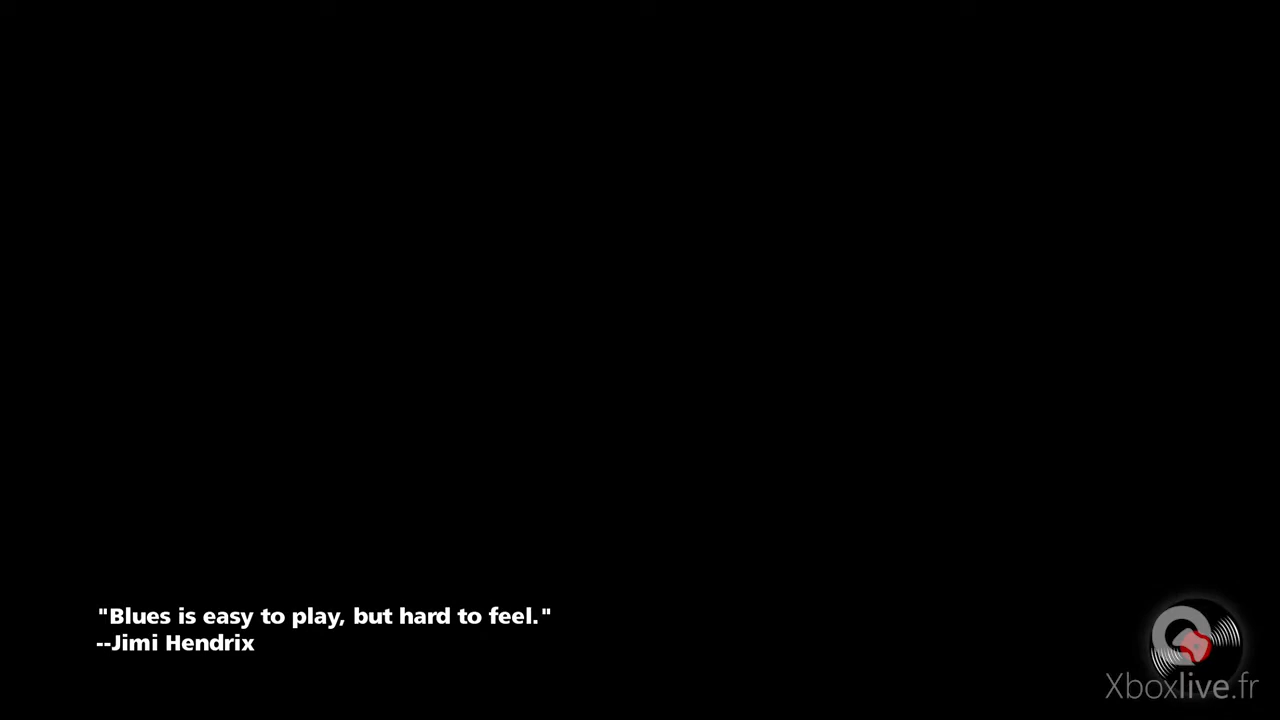 "Blues is easy to play, but hard to feel."
--Jimi Hendrix
Xboxlive.fr